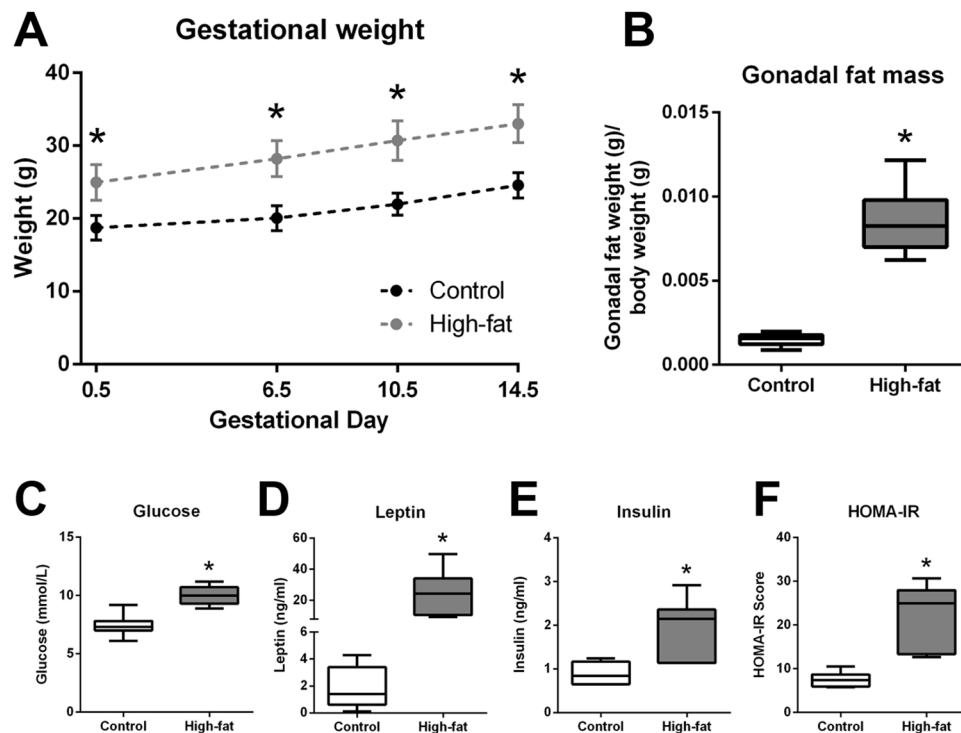 A
Gestational weight
Weight (g)
40
30
20
10
0
*
*
*
*
Control
High-fat
0.5
6.5
10.5
14.5
Gestational Day
B
Gonadal fat mass
Gonadal fat weight (g)/
body weight (g)
0.015
0.010
0.005
0.000
*
Control
High-fat
C
Glucose
Glucose (mmol/L)
15
10
5
0
*
Control
High-fat
D
Leptin
Leptin (ng/ml)
60
40
20
6
4
2
0
*
Control
High-fat
E
Insulin
Insulin (ng/ml)
4
3
2
1
0
*
Control
High-fat
F
HOMA-IR
HOMA-IR Score
40
30
20
10
0
*
Control
High-fat